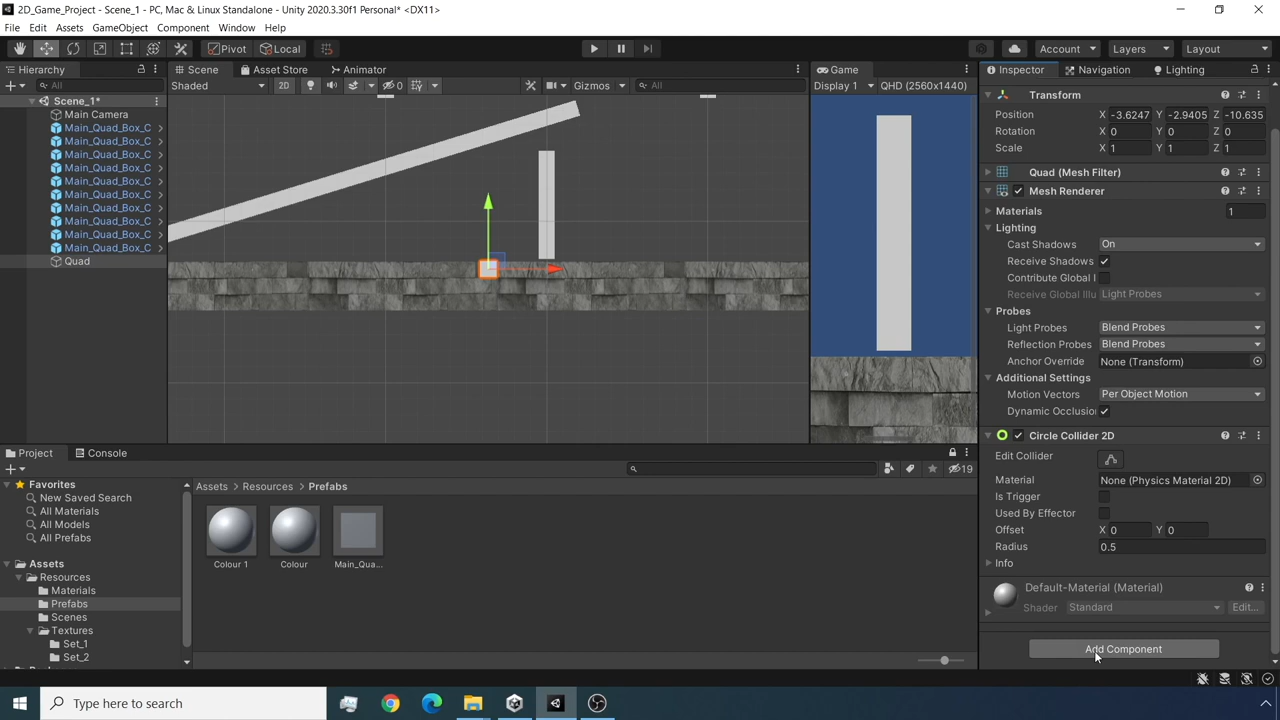 2D_Game_Project - Scene_1 - PC, Mac & Linux Standalone - Unity 2020.3.30f1 Personal* <DX11>
File Edit Assets GameObject Component Window Help
Pivot Local Account Layers Layout
Hierarchy Scene Asset Store Animator Game Inspector Navigation Lighting
All Shaded 2D 0 Gizmos All Display 1 QHD (2560x1440)
Scene_1*
Main Camera
Main_Quad_Box_C
Main_Quad_Box_C
Main_Quad_Box_C
Main_Quad_Box_C
Main_Quad_Box_C
Main_Quad_Box_C
Main_Quad_Box_C
Main_Quad_Box_C
Main_Quad_Box_C
Main_Quad_Box_C
Quad
Transform
Position X -3.6247 Y -2.9405 Z -10.635
Rotation X 0 Y 0 Z 0
Scale X 1 Y 1 Z 1
Quad (Mesh Filter)
Mesh Renderer
Materials 1
Lighting
Cast Shadows On
Receive Shadows
Contribute Global I
Receive Global Illu Light Probes
Probes
Light Probes Blend Probes
Reflection Probes Blend Probes
Anchor Override None (Transform)
Additional Settings
Motion Vectors Per Object Motion
Dynamic Occlusion
Circle Collider 2D
Edit Collider
Material None (Physics Material 2D)
Is Trigger
Used By Effector
Offset X 0 Y 0
Radius 0.5
Info
Default-Material (Material)
Shader Standard Edit...
Add Component
Project Console
19
Favorites
New Saved Search
All Materials
All Models
All Prefabs
Assets
Resources
Materials
Prefabs
Scenes
Textures
Set_1
Set_2
Assets > Resources > Prefabs
Colour 1 Colour Main_Qua...
Type here to search